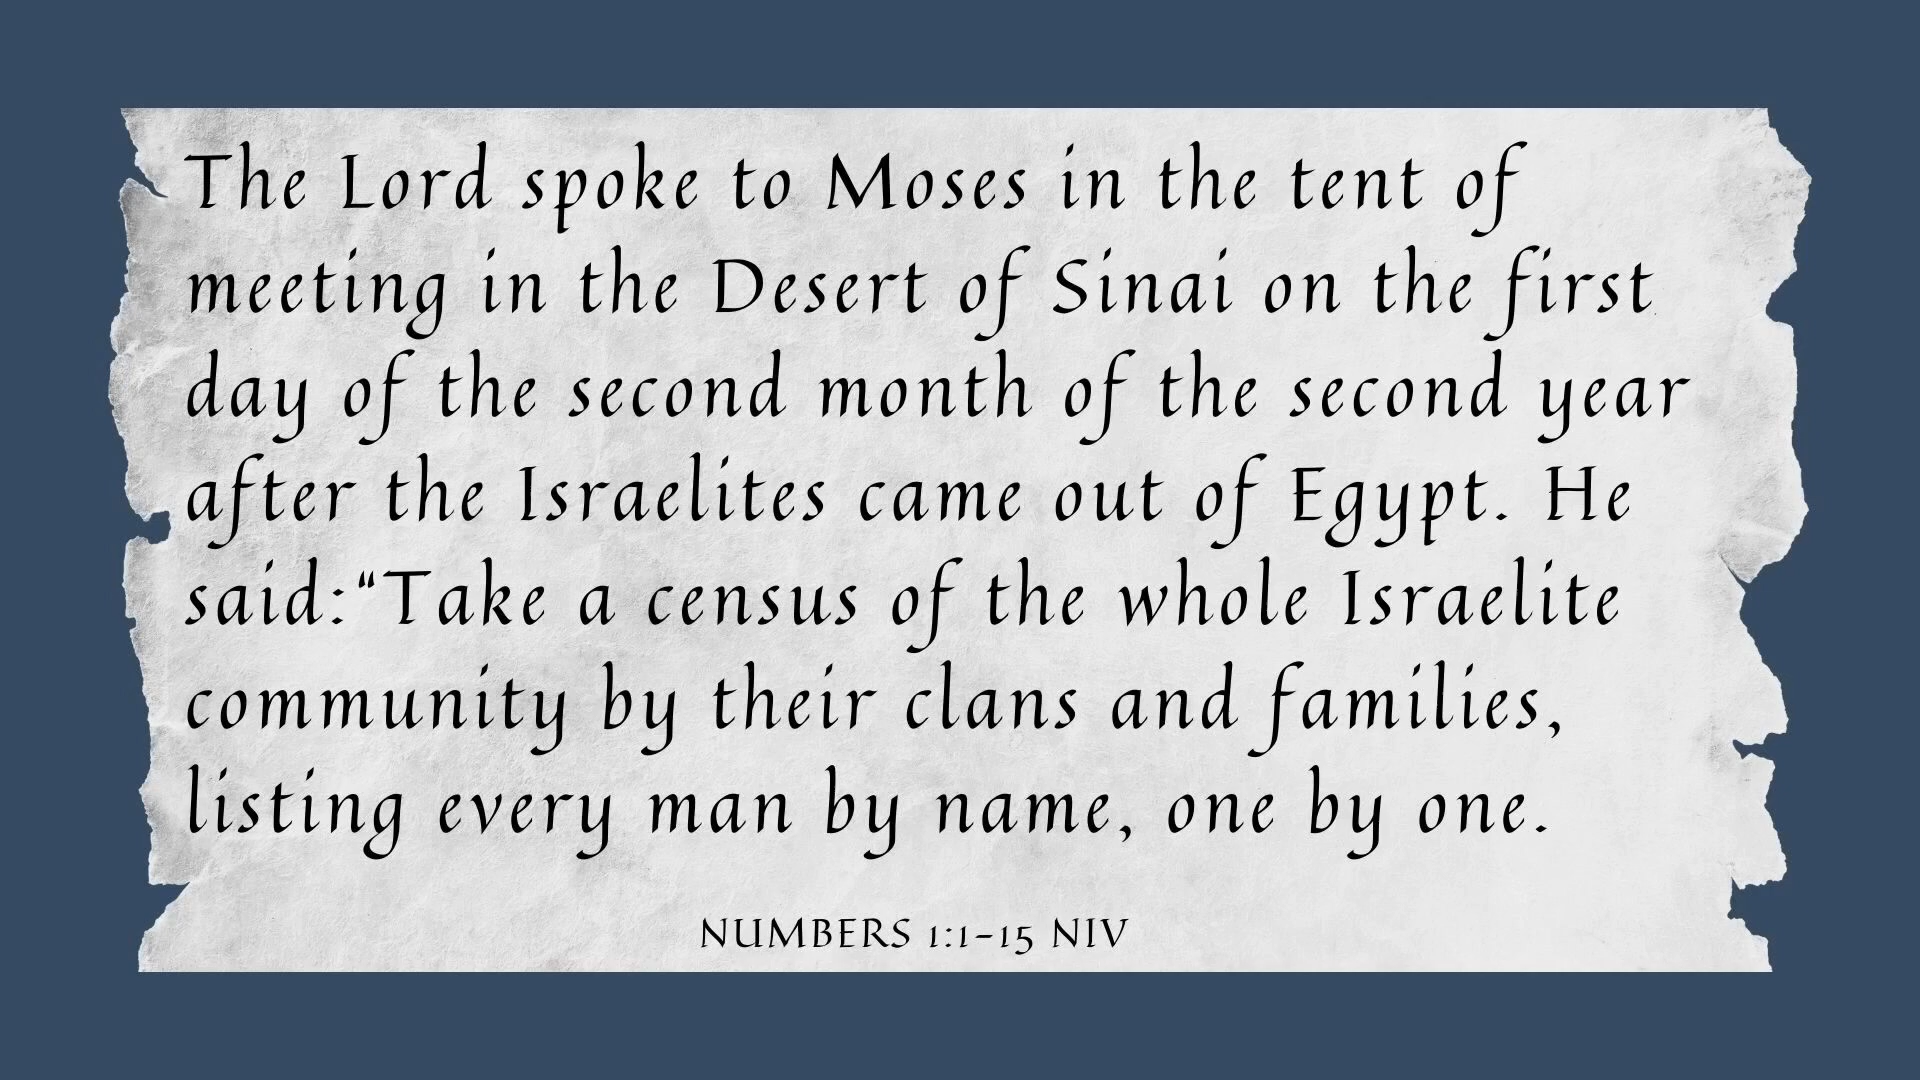 The Lord spoke to Moses in the tent of
meeting in the Desert of Sinai on the first
day of the second month of the second year
after the Israelites came out of Egypt. He
said:“Take a census of the whole Israelite
community by their clans and families,
listing every man by name, one by one.
NUMBERS 1:1-15 NIV